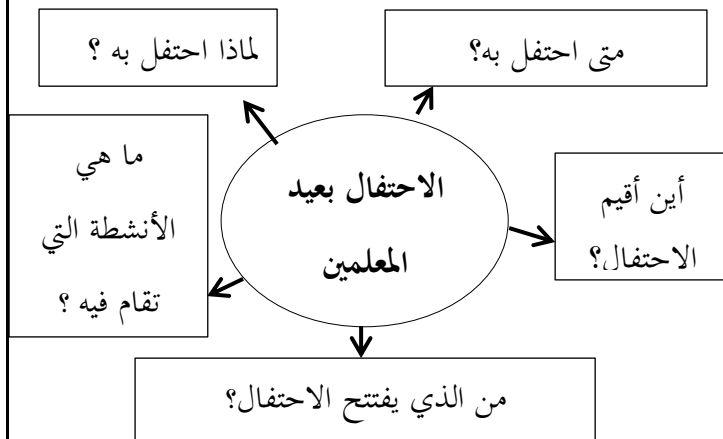 متى احتفل به؟
لماذا احتفل به ؟
الاحتفال بعيد
المعلمين
أين أقيم
الاحتفال؟
ما هي
الأنشطة التي
تقام فيه ؟
من الذي يفتتح الاحتفال؟